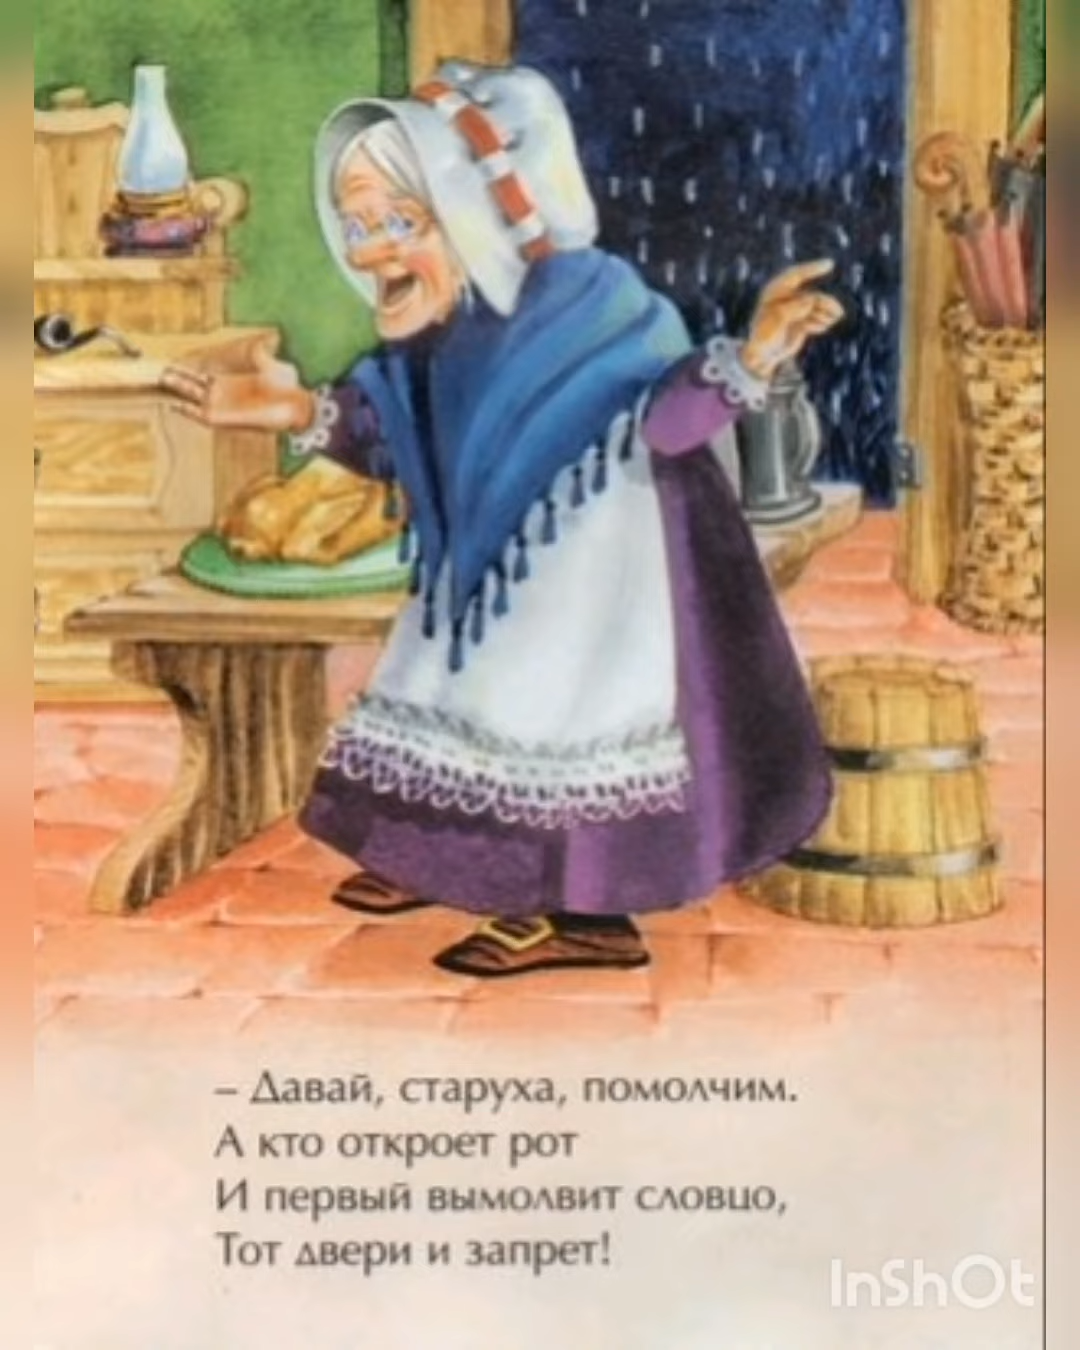 – Давай, старуха, помолчим.
А кто откроет рот
И первый вымолвит словцо,
Тот двери и запрет!
InShOt